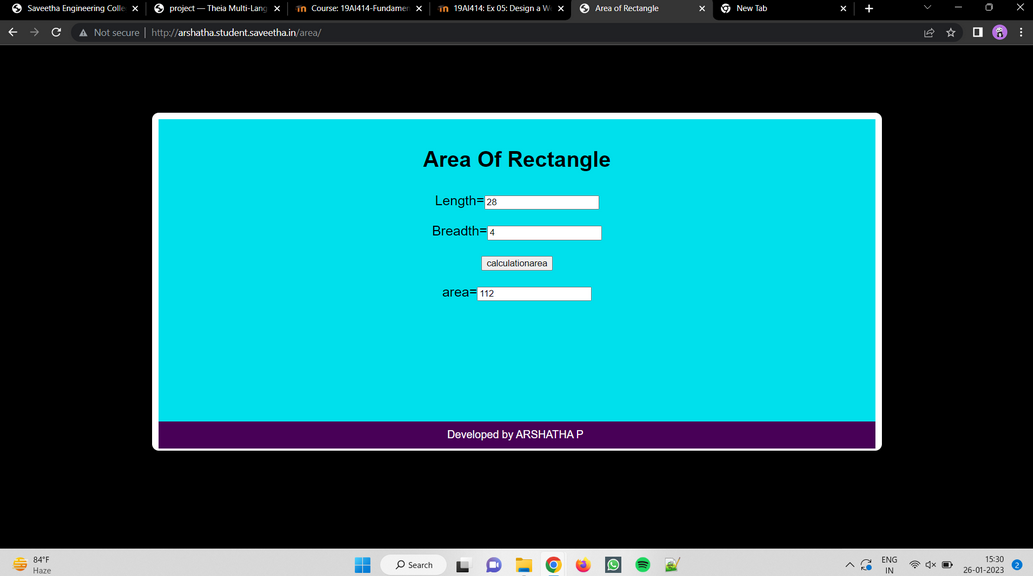 Saveetha Engineering Colle
project — Theia Multi-Lang
Course: 19AI414-Fundamen
19AI414: Ex 05: Design a We
Area of Rectangle
New Tab
Not secure
http://arshatha.student.saveetha.in/area/
Area Of Rectangle
Length= 28
Breadth= 4
calculationarea
area= 112
Developed by ARSHATHA P
84°F
Haze
Search
ENG
IN
15:30
26-01-2023
2